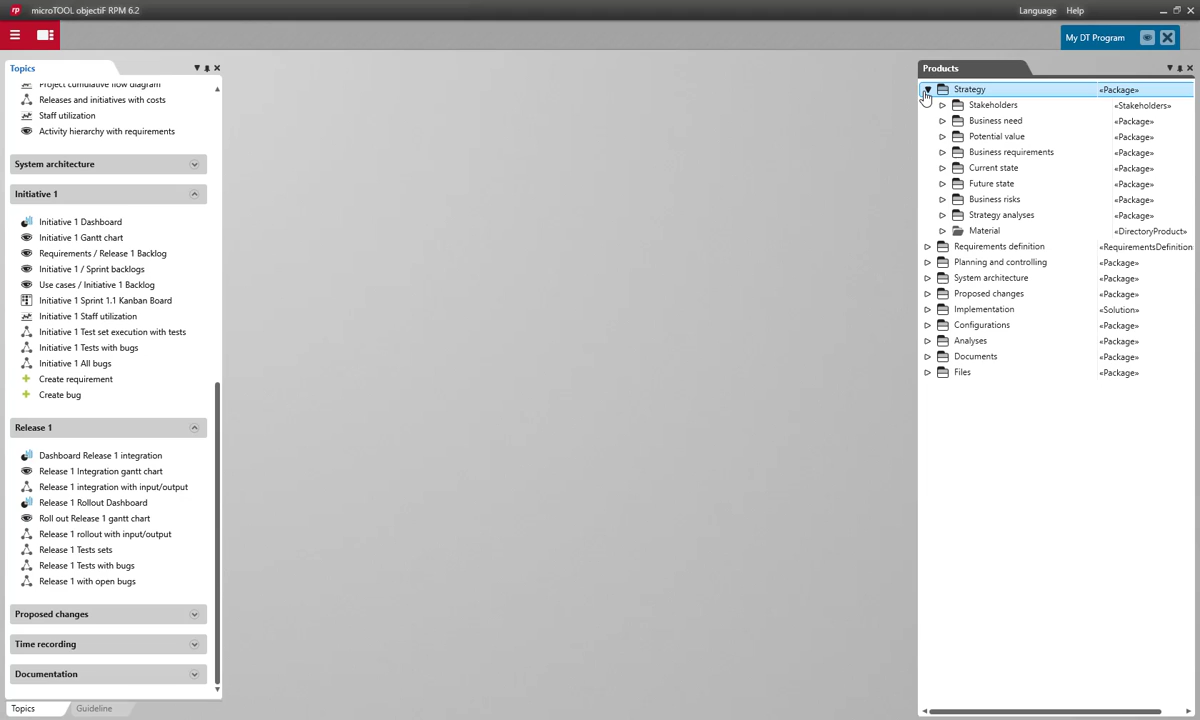 rp microTOOL objectiF RPM 6.2
Language Help
My DT Program
Topics
Project cumulative flow diagram
Releases and initiatives with costs
Staff utilization
Activity hierarchy with requirements
System architecture
Initiative 1
Initiative 1 Dashboard
Initiative 1 Gantt chart
Requirements / Release 1 Backlog
Initiative 1 / Sprint backlogs
Use cases / Initiative 1 Backlog
Initiative 1 Sprint 1.1 Kanban Board
Initiative 1 Staff utilization
Initiative 1 Test set execution with tests
Initiative 1 Tests with bugs
Initiative 1 All bugs
Create requirement
Create bug
Release 1
Dashboard Release 1 integration
Release 1 Integration gantt chart
Release 1 integration with input/output
Release 1 Rollout Dashboard
Roll out Release 1 gantt chart
Release 1 rollout with input/output
Release 1 Tests sets
Release 1 Tests with bugs
Release 1 with open bugs
Proposed changes
Time recording
Documentation
Topics Guideline
Products
Strategy «Package»
Stakeholders «Stakeholders»
Business need «Package»
Potential value «Package»
Business requirements «Package»
Current state «Package»
Future state «Package»
Business risks «Package»
Strategy analyses «Package»
Material «DirectoryProduct»
Requirements definition «RequirementsDefinition
Planning and controlling «Package»
System architecture «Package»
Proposed changes «Package»
Implementation «Solution»
Configurations «Package»
Analyses «Package»
Documents «Package»
Files «Package»